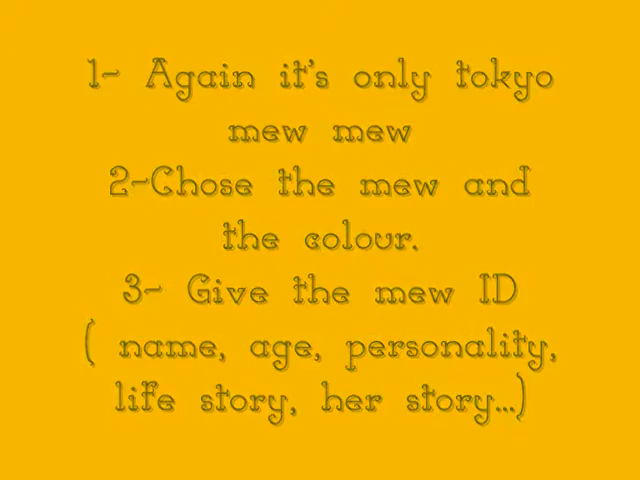 1- Again it's only tokyo
mew mew
2-Chose the mew and
the colour.
3- Give the mew ID
( name, age, personality,
life story, her story...)